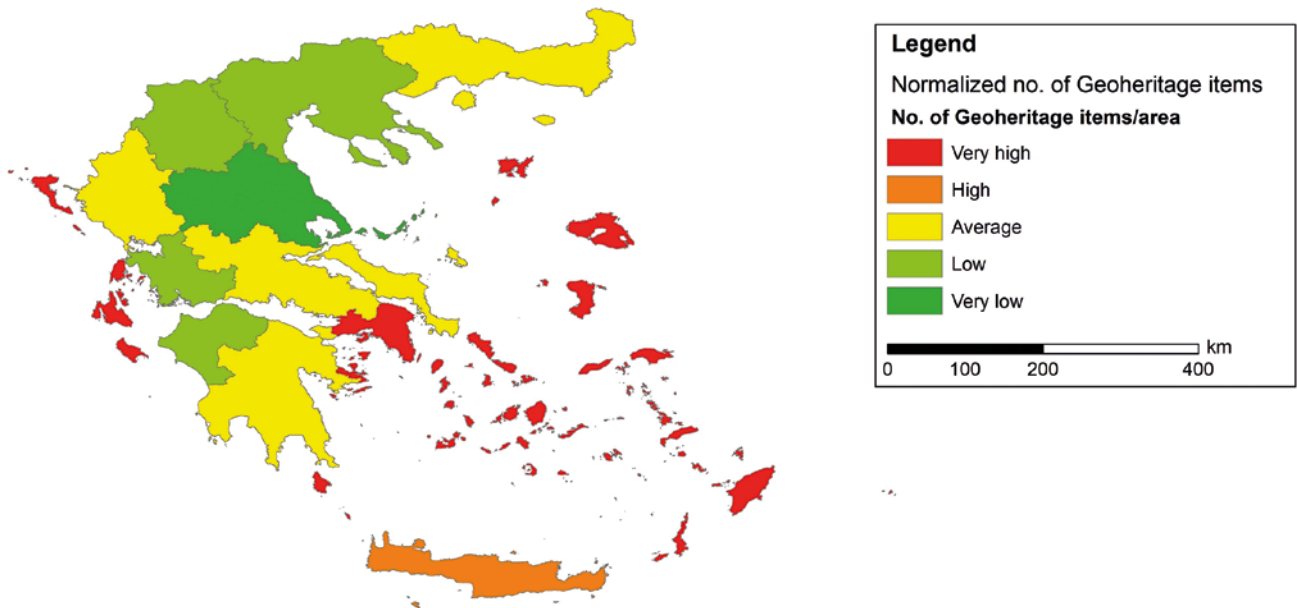 Legend
Normalized no. of Geoheritage items
No. of Geoheritage items/area
Very high
High
Average
Low
Very low
km
0 100 200 400